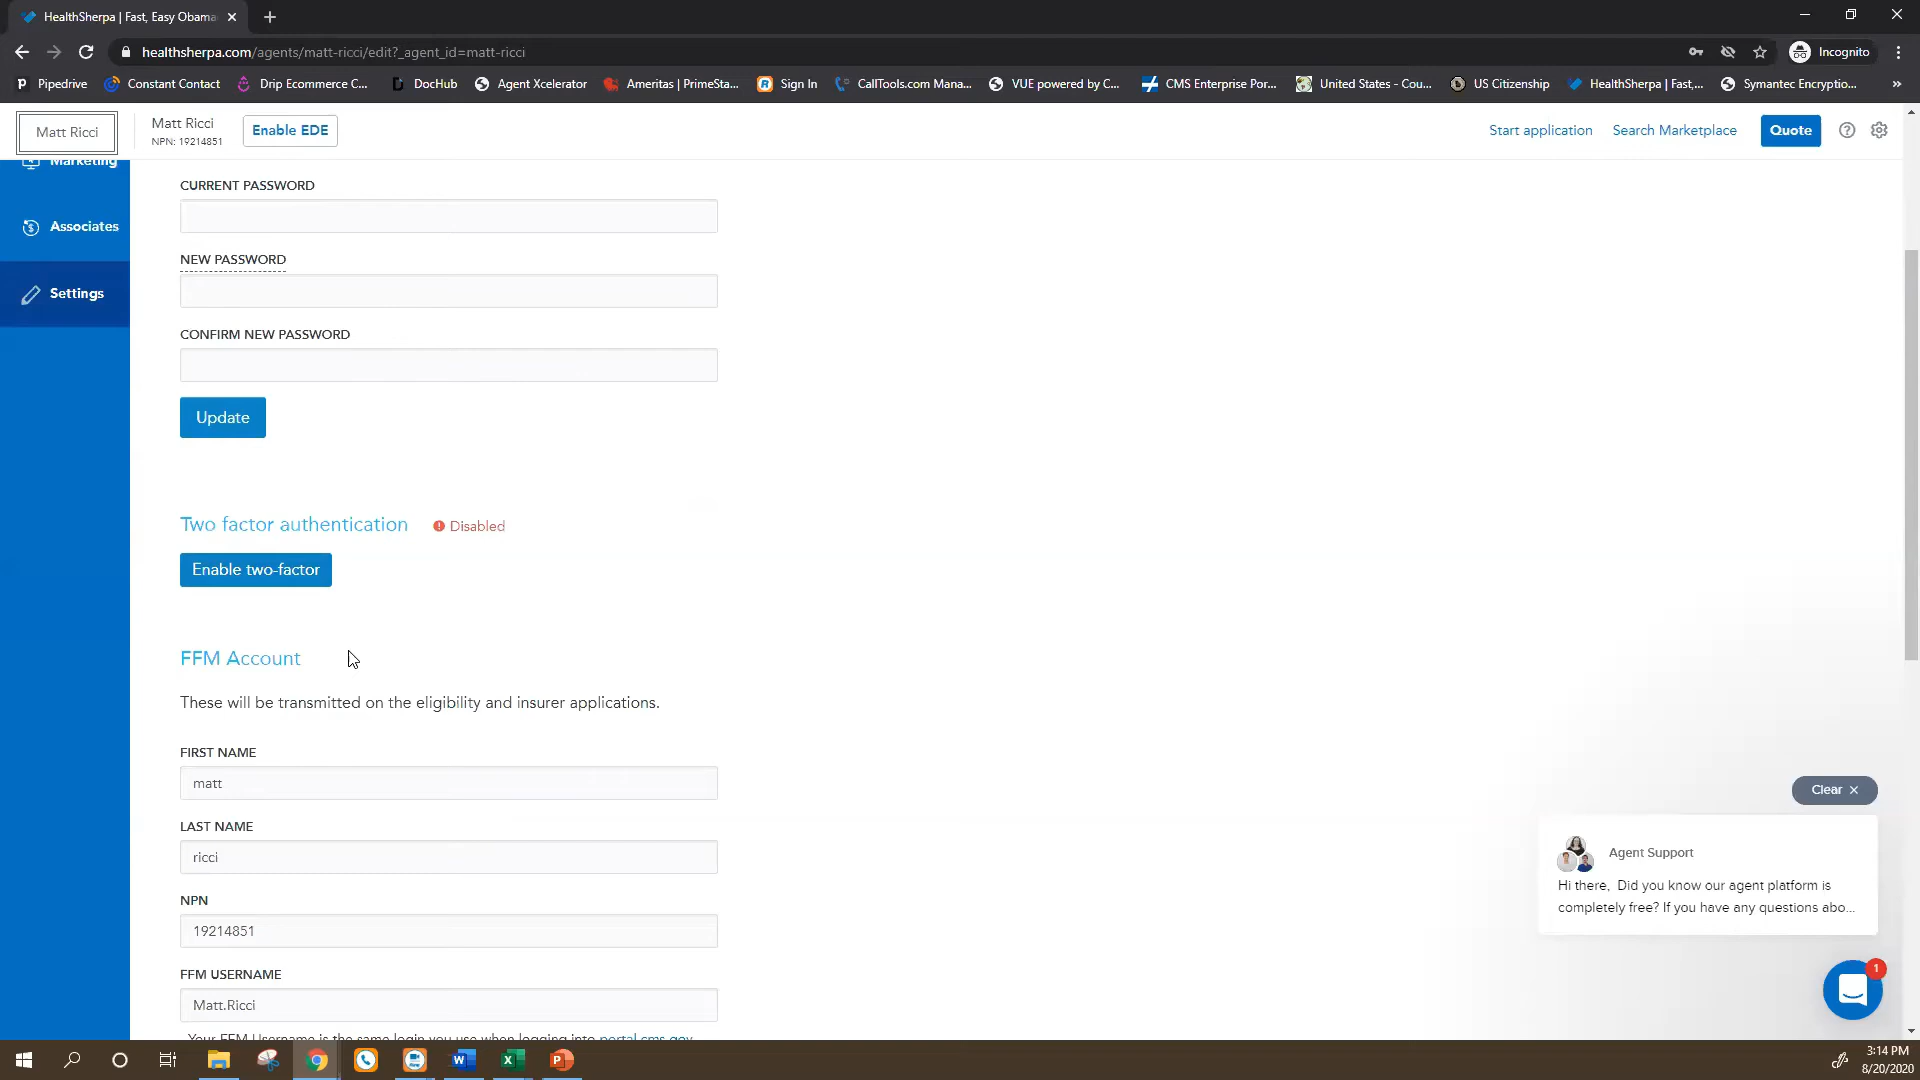 HealthSherpa | Fast, Easy Obama
healthsherpa.com/agents/matt-ricci/edit?_agent_id=matt-ricci
Incognito
Pipedrive
Constant Contact
Drip Ecommerce C...
DocHub
Agent Xcelerator
Ameritas | PrimeSta...
Sign In
CallTools.com Mana...
VUE powered by C...
CMS Enterprise Por...
United States - Cou...
US Citizenship
HealthSherpa | Fast,...
Symantec Encryptio...
»
Matt Ricci
Matt Ricci
NPN: 19214851
Enable EDE
Start application
Search Marketplace
Quote
Marketing
Associates
Settings
CURRENT PASSWORD
NEW PASSWORD
CONFIRM NEW PASSWORD
Update
Two factor authentication
Disabled
Enable two-factor
FFM Account
These will be transmitted on the eligibility and insurer applications.
FIRST NAME
matt
LAST NAME
ricci
NPN
19214851
FFM USERNAME
Matt.Ricci
Your FFM Username is the same login you use when logging into portal.cms.gov
Clear ×
Agent Support
Hi there, Did you know our agent platform is
completely free? If you have any questions abo...
1
3:14 PM
8/20/2020